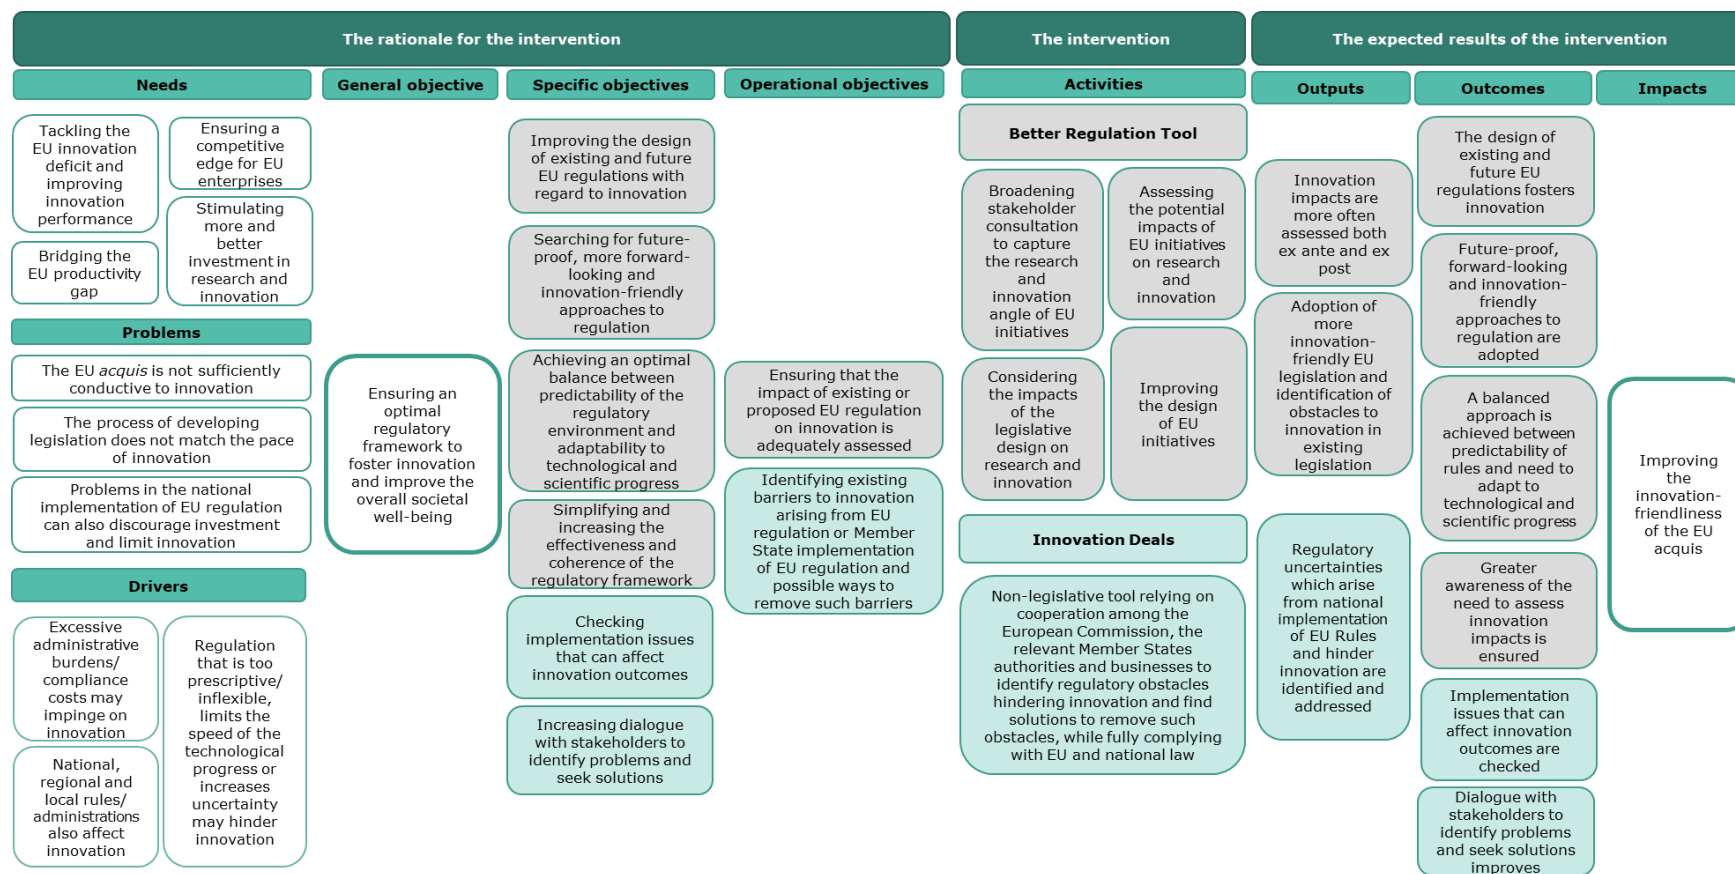 The rationale for the intervention
The intervention
The expected results of the intervention
Needs
General objective
Specific objectives
Operational objectives
Activities
Outputs
Outcomes
Impacts
Tackling the
EU innovation
deficit and
improving
innovation
performance
Ensuring a
competitive
edge for EU
enterprises
Bridging the
EU productivity
gap
Stimulating
more and
better
investment in
research and
innovation
Problems
The EU acquis is not sufficiently
conductive to innovation
The process of developing
legislation does not match the pace
of innovation
Problems in the national
implementation of EU regulation
can also discourage investment
and limit innovation
Drivers
Excessive
administrative
burdens/
compliance
costs may
impinge on
innovation
National,
regional and
local rules/
administrations
also affect
innovation
Regulation
that is too
prescriptive/
inflexible,
limits the
speed of the
technological
progress or
increases
uncertainty
may hinder
innovation
Ensuring an
optimal
regulatory
framework to
foster innovation
and improve the
overall societal
well-being
Improving the design
of existing and future
EU regulations with
regard to innovation
Searching for future-
proof, more forward-
looking and
innovation-friendly
approaches to
regulation
Achieving an optimal
balance between
predictability of the
regulatory
environment and
adaptability to
technological and
scientific progress
Simplifying and
increasing the
effectiveness and
coherence of the
regulatory framework
Checking
implementation issues
that can affect
innovation outcomes
Increasing dialogue
with stakeholders to
identify problems and
seek solutions
Ensuring that the
impact of existing or
proposed EU regulation
on innovation is
adequately assessed
Identifying existing
barriers to innovation
arising from EU
regulation or Member
State implementation
of EU regulation and
possible ways to
remove such barriers
Better Regulation Tool
Broadening
stakeholder
consultation
to capture
the research
and
innovation
angle of EU
initiatives
Assessing
the potential
impacts of
EU initiatives
on research
and
innovation
Considering
the impacts
of the
legislative
design on
research and
innovation
Improving
the design
of EU
initiatives
Innovation Deals
Non-legislative tool relying on
cooperation among the
European Commission, the
relevant Member States
authorities and businesses to
identify regulatory obstacles
hindering innovation and find
solutions to remove such
obstacles, while fully complying
with EU and national law
Innovation
impacts are
more often
assessed both
ex ante and ex
post
Adoption of
more
innovation-
friendly EU
legislation and
identification of
obstacles to
innovation in
existing
legislation
Regulatory
uncertainties
which arise
from national
implementation
of EU Rules
and hinder
innovation are
identified and
addressed
The design of
existing and
future EU
regulations fosters
innovation
Future-proof,
forward-looking
and innovation-
friendly
approaches to
regulation are
adopted
A balanced
approach is
achieved between
predictability of
rules and need to
adapt to
technological and
scientific progress
Greater
awareness of the
need to assess
innovation
impacts is
ensured
Implementation
issues that can
affect innovation
outcomes are
checked
Dialogue with
stakeholders to
identify problems
and seek solutions
improves
Improving
the
innovation-
friendliness
of the EU
acquis